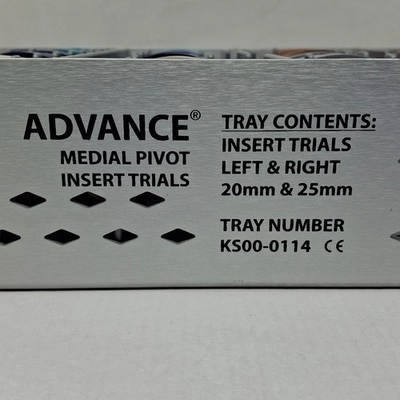 ADVANCE®
MEDIAL PIVOT
INSERT TRIALS
TRAY CONTENTS:
INSERT TRIALS
LEFT & RIGHT
20mm & 25mm
TRAY NUMBER
KS00-0114 CE